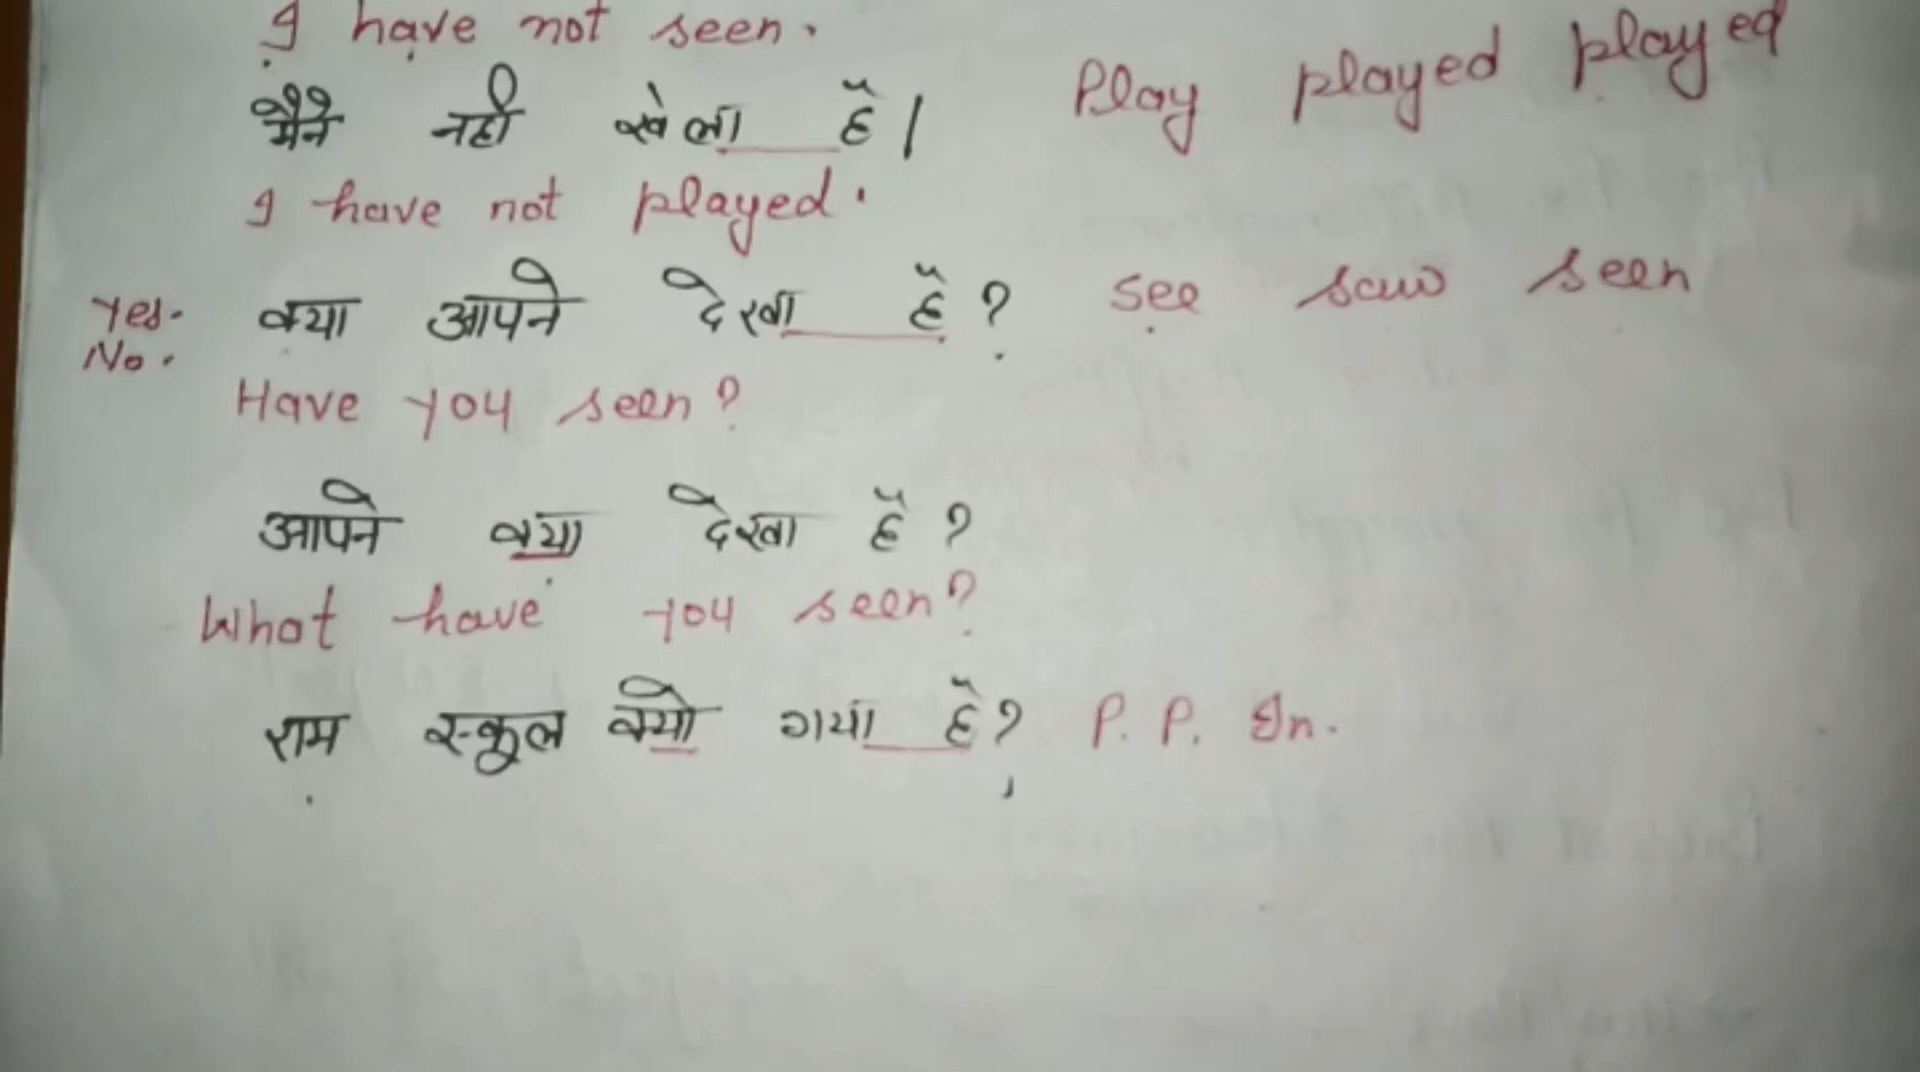 I have not seen.
मैने नही खेला है। Play played played
I have not played.
Yes. No. क्या आपने देखा है? see saw seen
Have you seen?
आपने क्या देखा है?
What have you seen?
राम स्कूल क्यो गया है? P. P. In.